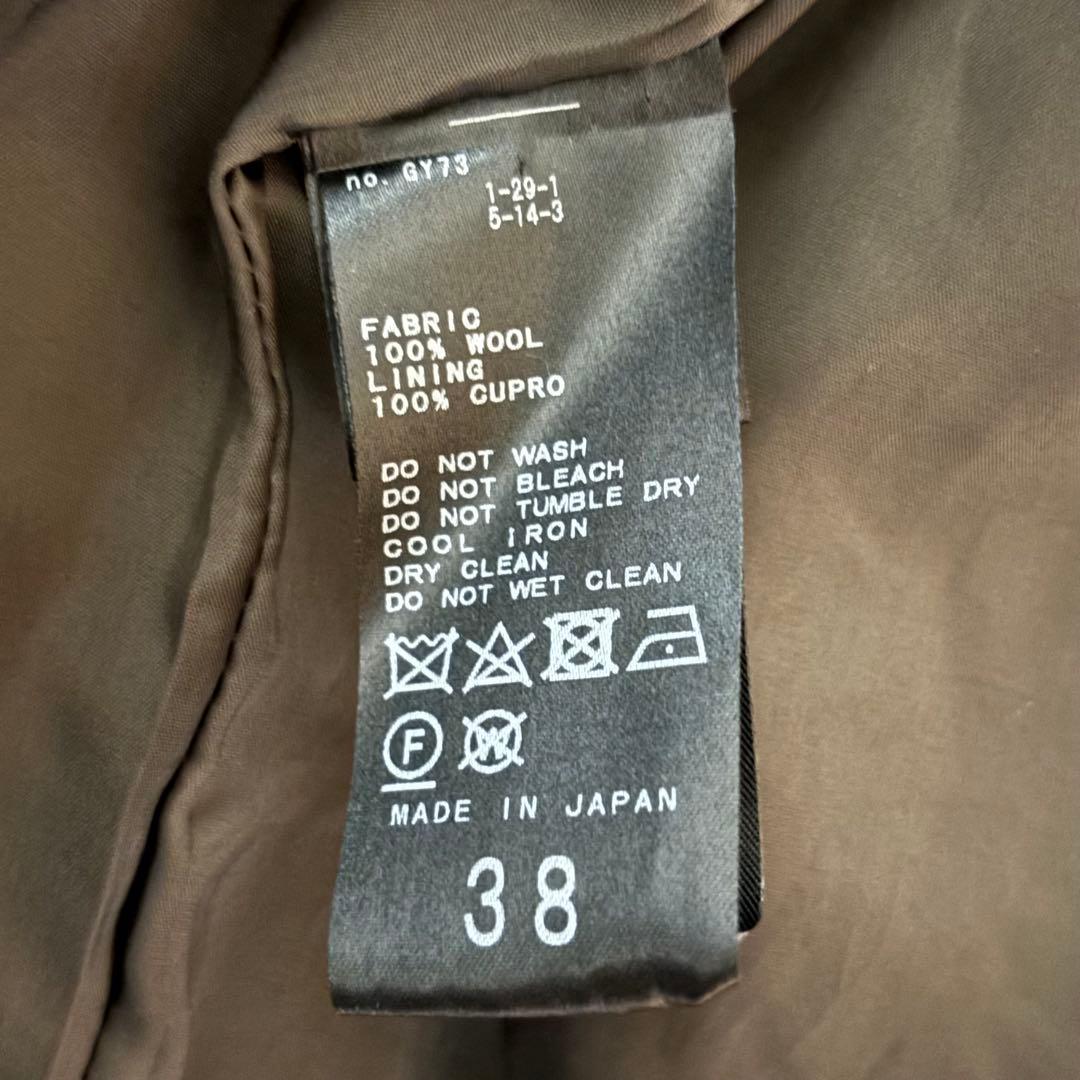 no. GY73
1-29-1
5-14-3
FABRIC
100% WOOL
LINING
100% CUPRO
DO NOT WASH
DO NOT BLEACH
DO NOT TUMBLE DRY
COOL IRON
DRY CLEAN
DO NOT WET CLEAN
F W
MADE IN JAPAN
38